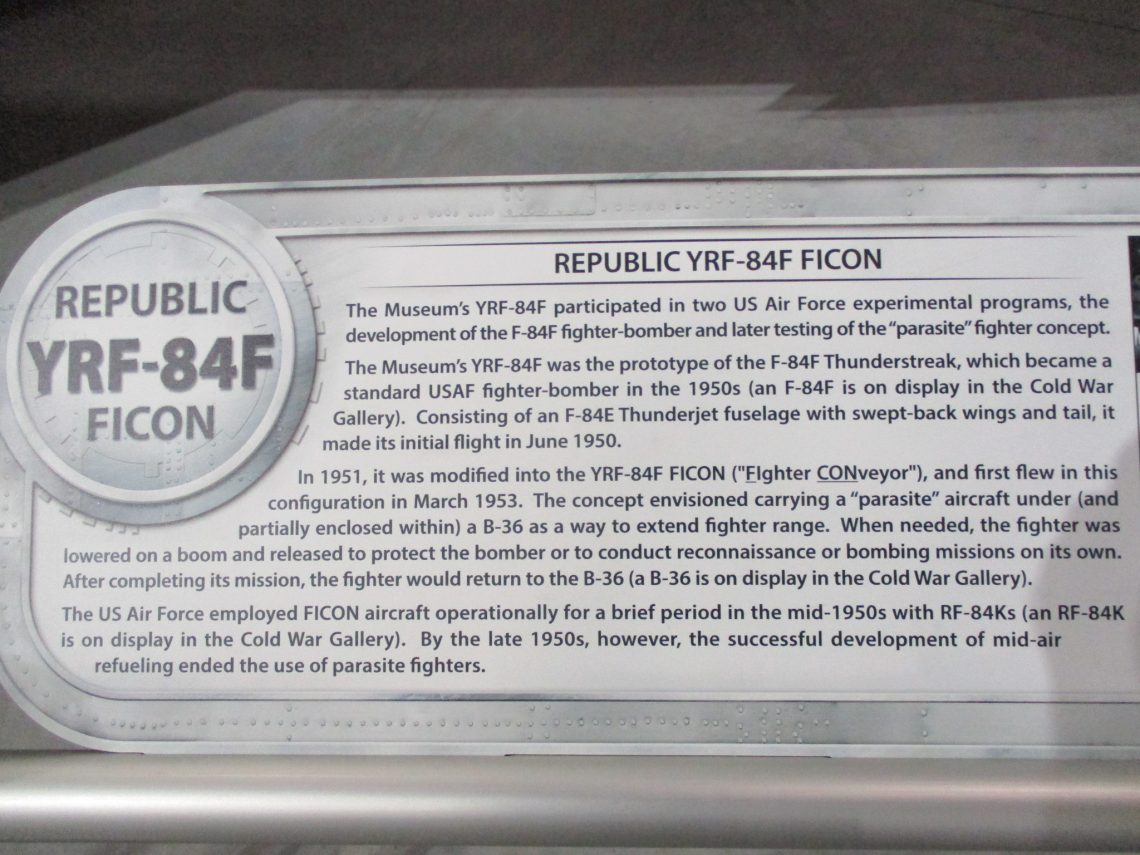 REPUBLIC
YRF-84F
FICON
REPUBLIC YRF-84F FICON
The Museum's YRF-84F participated in two US Air Force experimental programs, the
development of the F-84F fighter-bomber and later testing of the "parasite" fighter concept.
The Museum's YRF-84F was the prototype of the F-84F Thunderstreak, which became a
standard USAF fighter-bomber in the 1950s (an F-84F is on display in the Cold War
Gallery). Consisting of an F-84E Thunderjet fuselage with swept-back wings and tail, it
made its initial flight in June 1950.
In 1951, it was modified into the YRF-84F FICON ("FIghter CONveyor"), and first flew in this
configuration in March 1953. The concept envisioned carrying a "parasite" aircraft under (and
partially enclosed within) a B-36 as a way to extend fighter range. When needed, the fighter was
lowered on a boom and released to protect the bomber or to conduct reconnaissance or bombing missions on its own.
After completing its mission, the fighter would return to the B-36 (a B-36 is on display in the Cold War Gallery).
The US Air Force employed FICON aircraft operationally for a brief period in the mid-1950s with RF-84Ks (an RF-84K
is on display in the Cold War Gallery). By the late 1950s, however, the successful development of mid-air
refueling ended the use of parasite fighters.